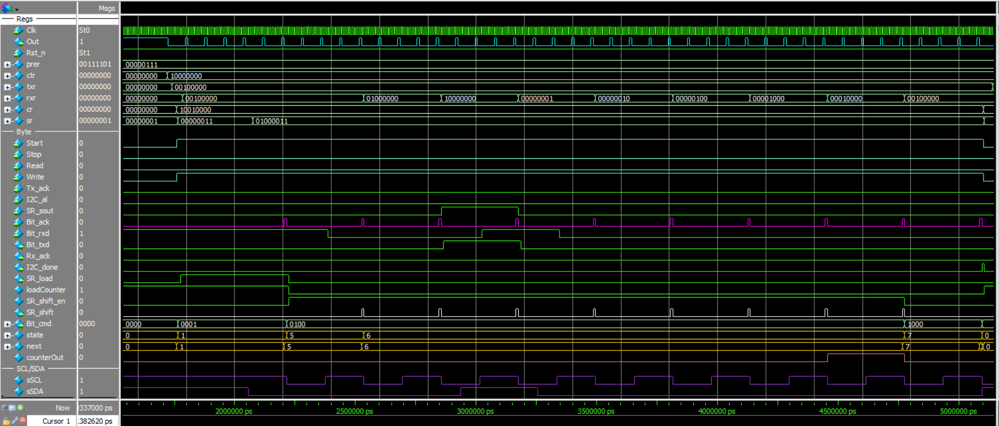 Msgs
Regs
Clk St0
Out 1
Rst_n St1
prer 00111101 00000111
ctr 00000000 00000000 10000000
txr 00000000 00000000 00100000
rxr 00000000 00000000 00100000 01000000 10000000 00000001 00000010 00000100 00001000 00010000 00100000
cr 00000000 00000000 10010000
sr 00000001 00000001 00000011 01000011
Byte
Start 0
Stop 0
Read 0
Write 0
Tx_ack 0
I2C_al 0
SR_sout 0
Bit_ack 0
Bit_rxd 1
Bit_txd 0
Rx_ack 0
I2C_done 0
SR_load 0
loadCounter 1
SR_shift_en 0
SR_shift 0
Bit_cmd 0000 0000 0001 0100 1000
state 0 0 1 5 6 7 0
next 0 0 1 5 6 7 0
counterOut 0
SCL/SDA
sSCL 1
sSDA 1
Now 337000 ps 2000000 ps 2500000 ps 3000000 ps 3500000 ps 4000000 ps 4500000 ps 5000000 ps
Cursor 1 .382620 ps